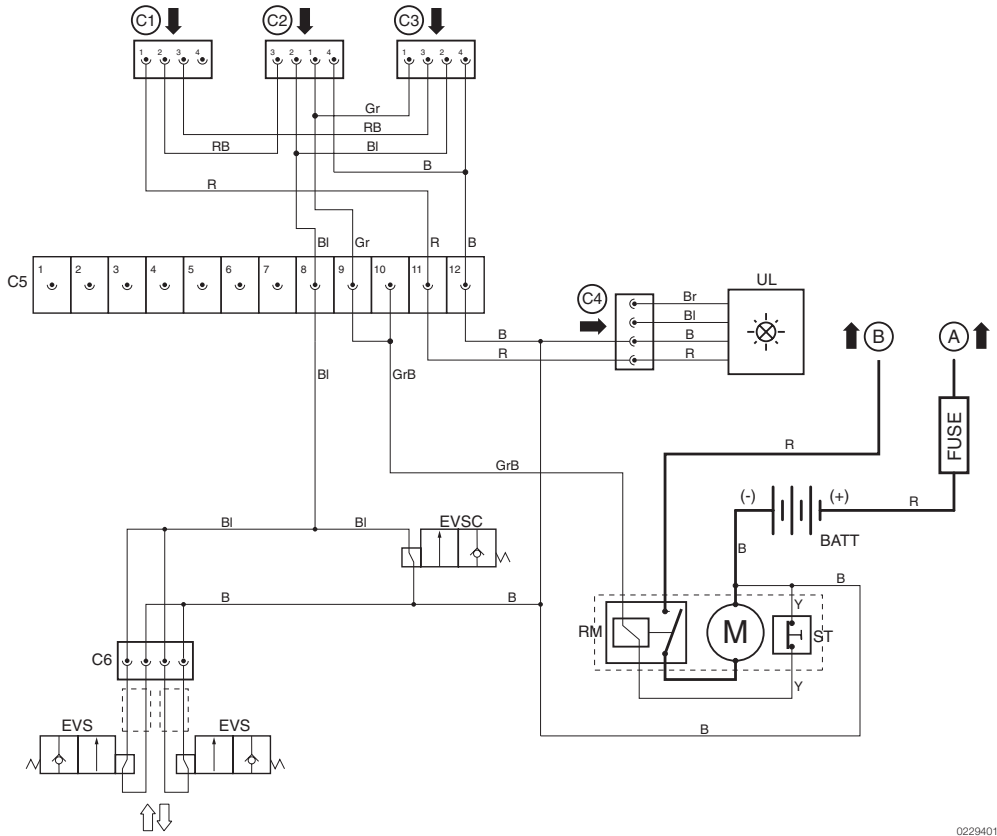 C1 C2 C3
1 2 3 4 3 2 1 4 1 3 2 4
Gr
RB
RB Bl
B
R
Bl Gr R B
C5 1 2 3 4 5 6 7 8 9 10 11 12
UL
C4 Br
Bl
B B
R R
B A
Bl GrB
FUSE
R
GrB
(-) (+) R
BATT
Bl Bl EVSC
B
B B B
Y
RM M ST
C6
Y
EVS EVS B
0229401